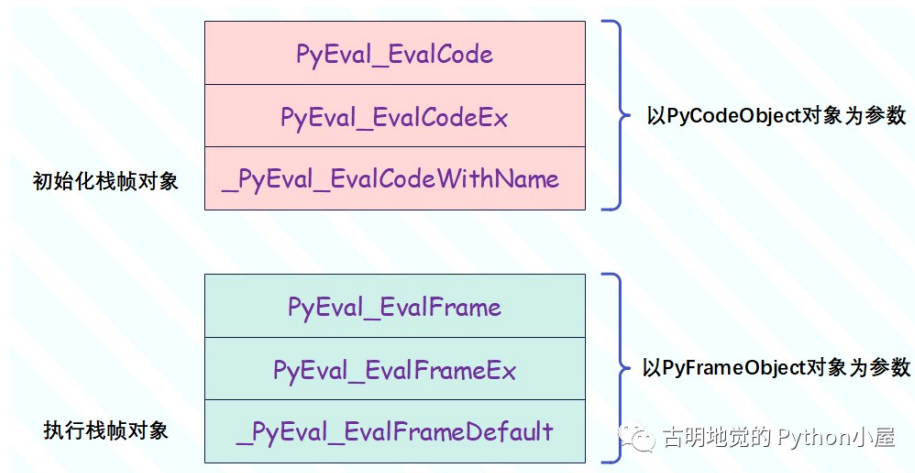 PyEval_EvalCode
PyEval_EvalCodeEx
以PyCodeObject对象为参数
初始化栈帧对象
_PyEval_EvalCodeWithName
PyEval_EvalFrame
PyEval_EvalFrameEx
以PyFrameObject对象为参数
执行栈帧对象
_PyEval_EvalFrameDefault
古明地觉的 Python小屋